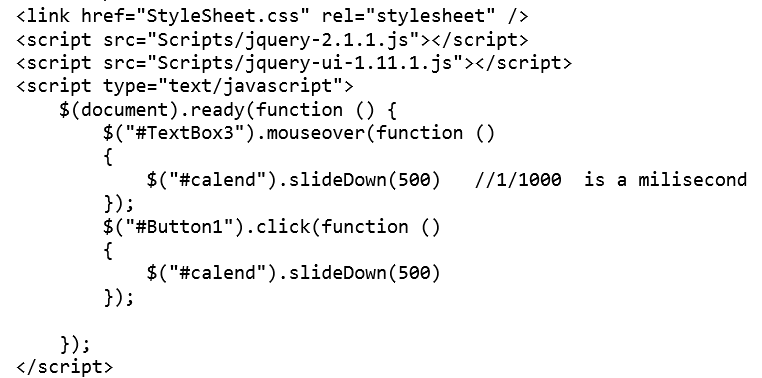 <link href="StyleSheet.css" rel="stylesheet" />
<script src="Scripts/jquery-2.1.1.js"></script>
<script src="Scripts/jquery-ui-1.11.1.js"></script>
<script type="text/javascript">
    $(document).ready(function () {
        $("#TextBox3").mouseover(function ()
        {
            $("#calend").slideDown(500)   //1/1000  is a milisecond
        });
        $("#Button1").click(function ()
        {
            $("#calend").slideDown(500)
        });
    });
</script>